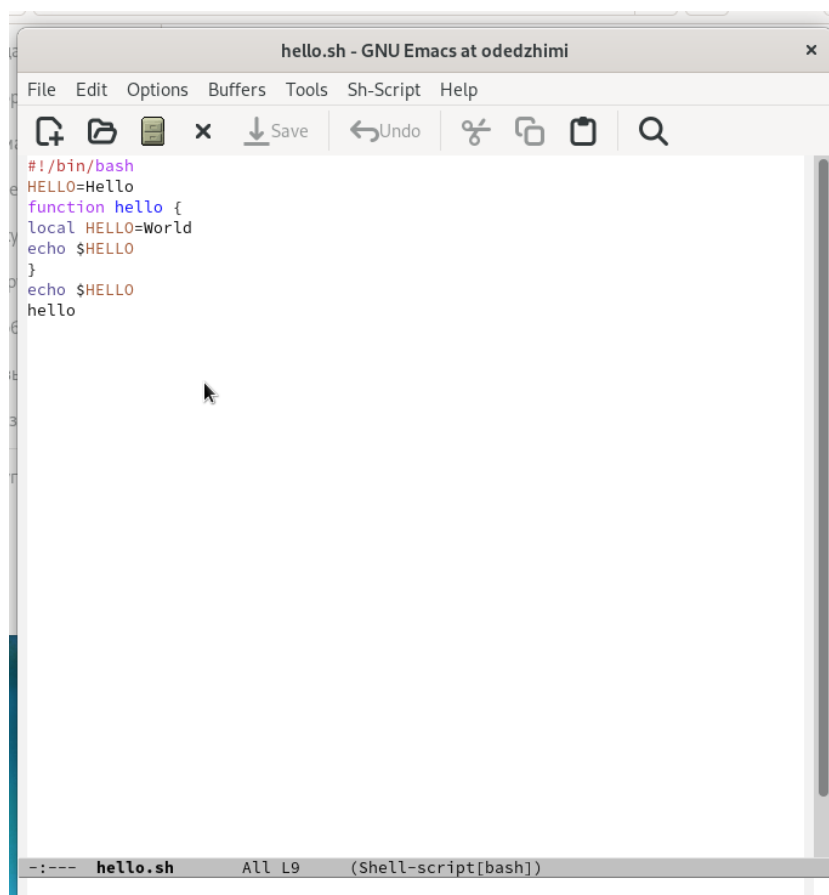 hello.sh - GNU Emacs at odedzhimi
File Edit Options Buffers Tools Sh-Script Help
Save Undo
#!/bin/bash
HELLO=Hello
function hello {
local HELLO=World
echo $HELLO
}
echo $HELLO
hello
-:--- hello.sh All L9 (Shell-script[bash])